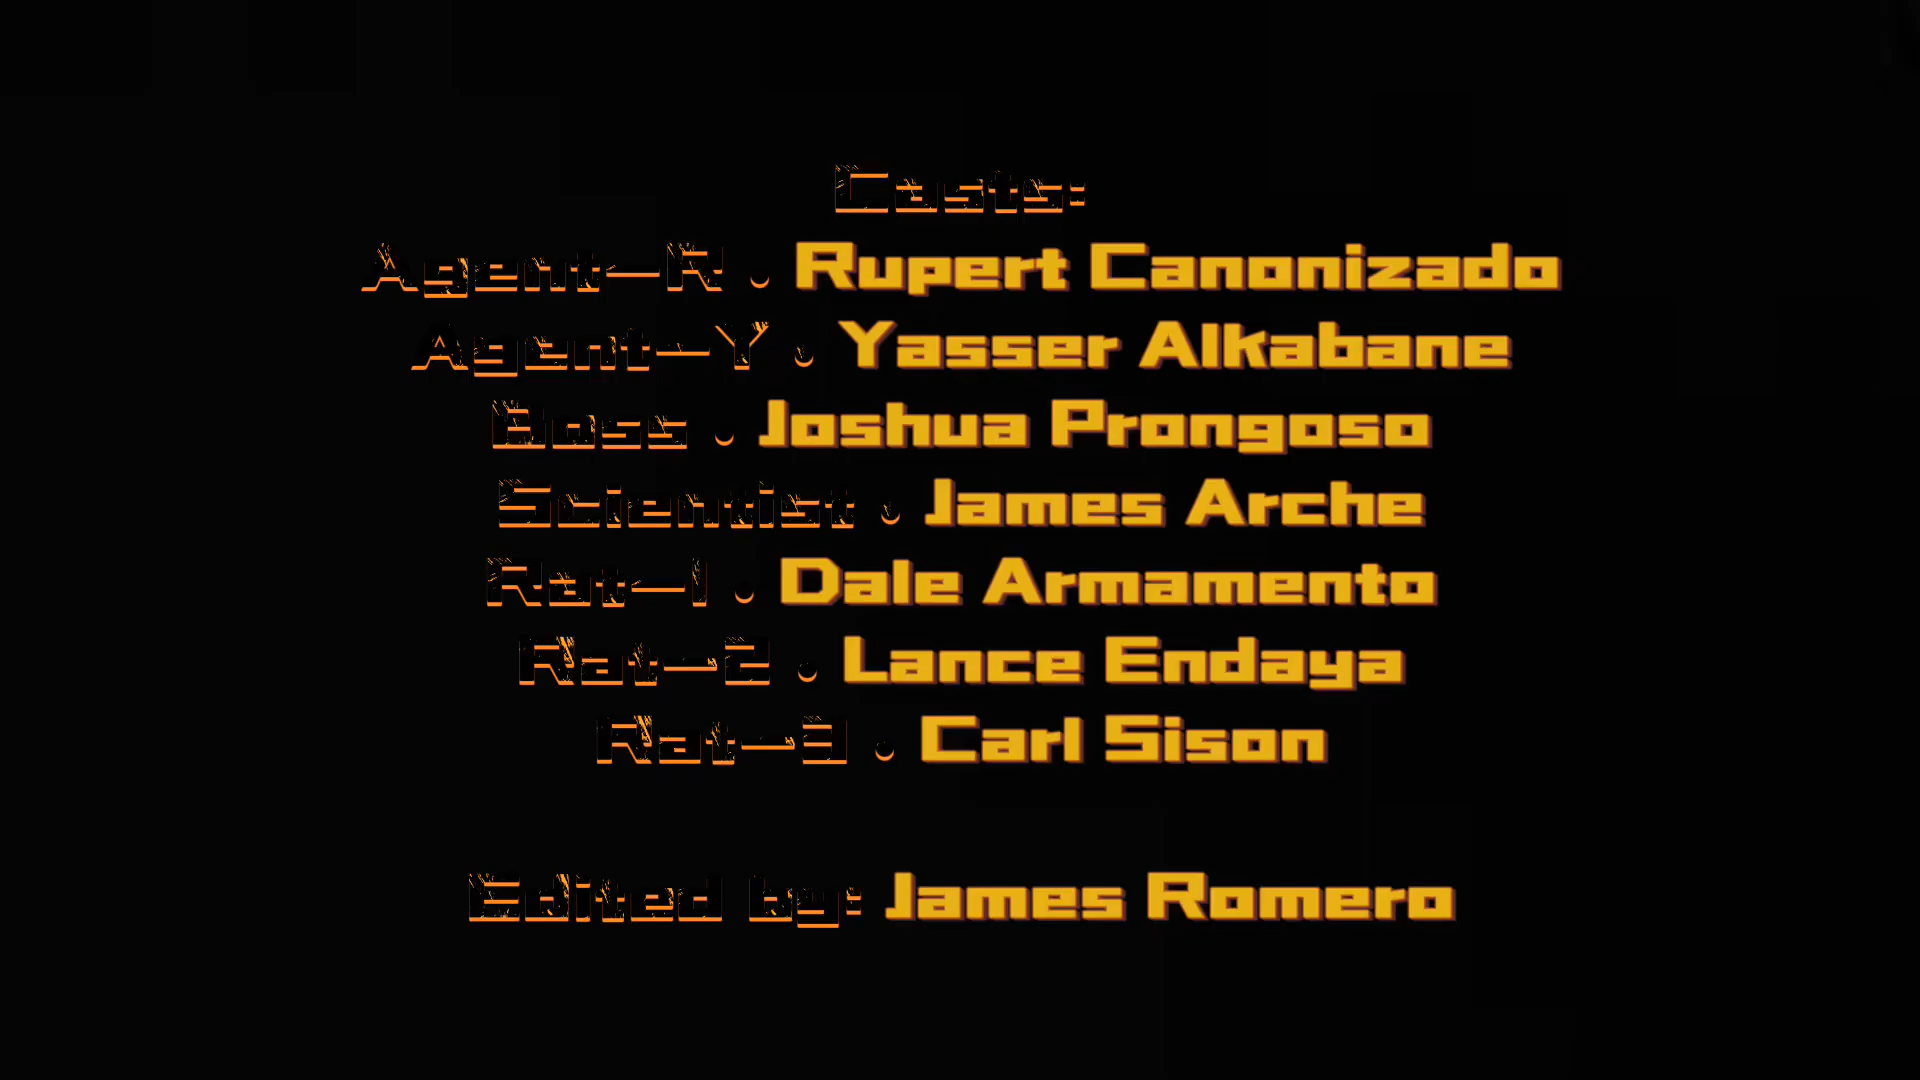 Casts:
Agent-R • Rupert Canonizado
Agent-Y • Yasser Alkabane
Boss • Joshua Prongoso
Scientist • James Arche
Rat-1 • Dale Armamento
Rat-2 • Lance Endaya
Rat-3 • Carl Sison
Edited by: James Romero